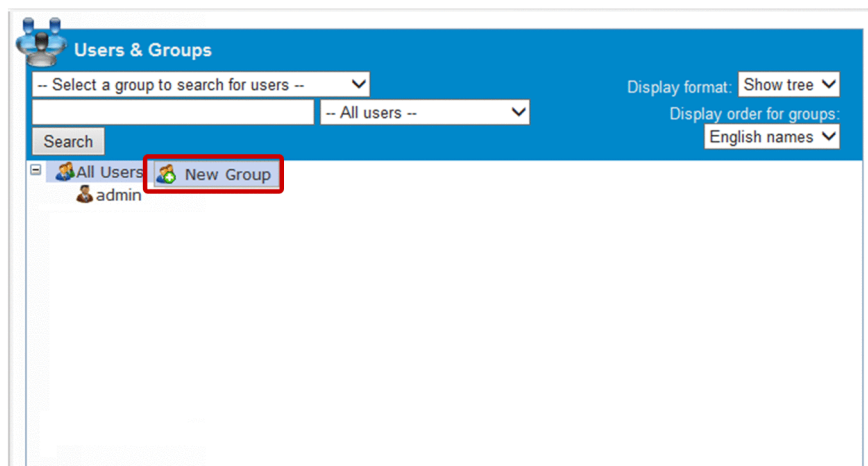 Users & Groups
-- Select a group to search for users --
Display format: Show tree
-- All users --
Display order for groups:
Search
English names
All Users
New Group
admin